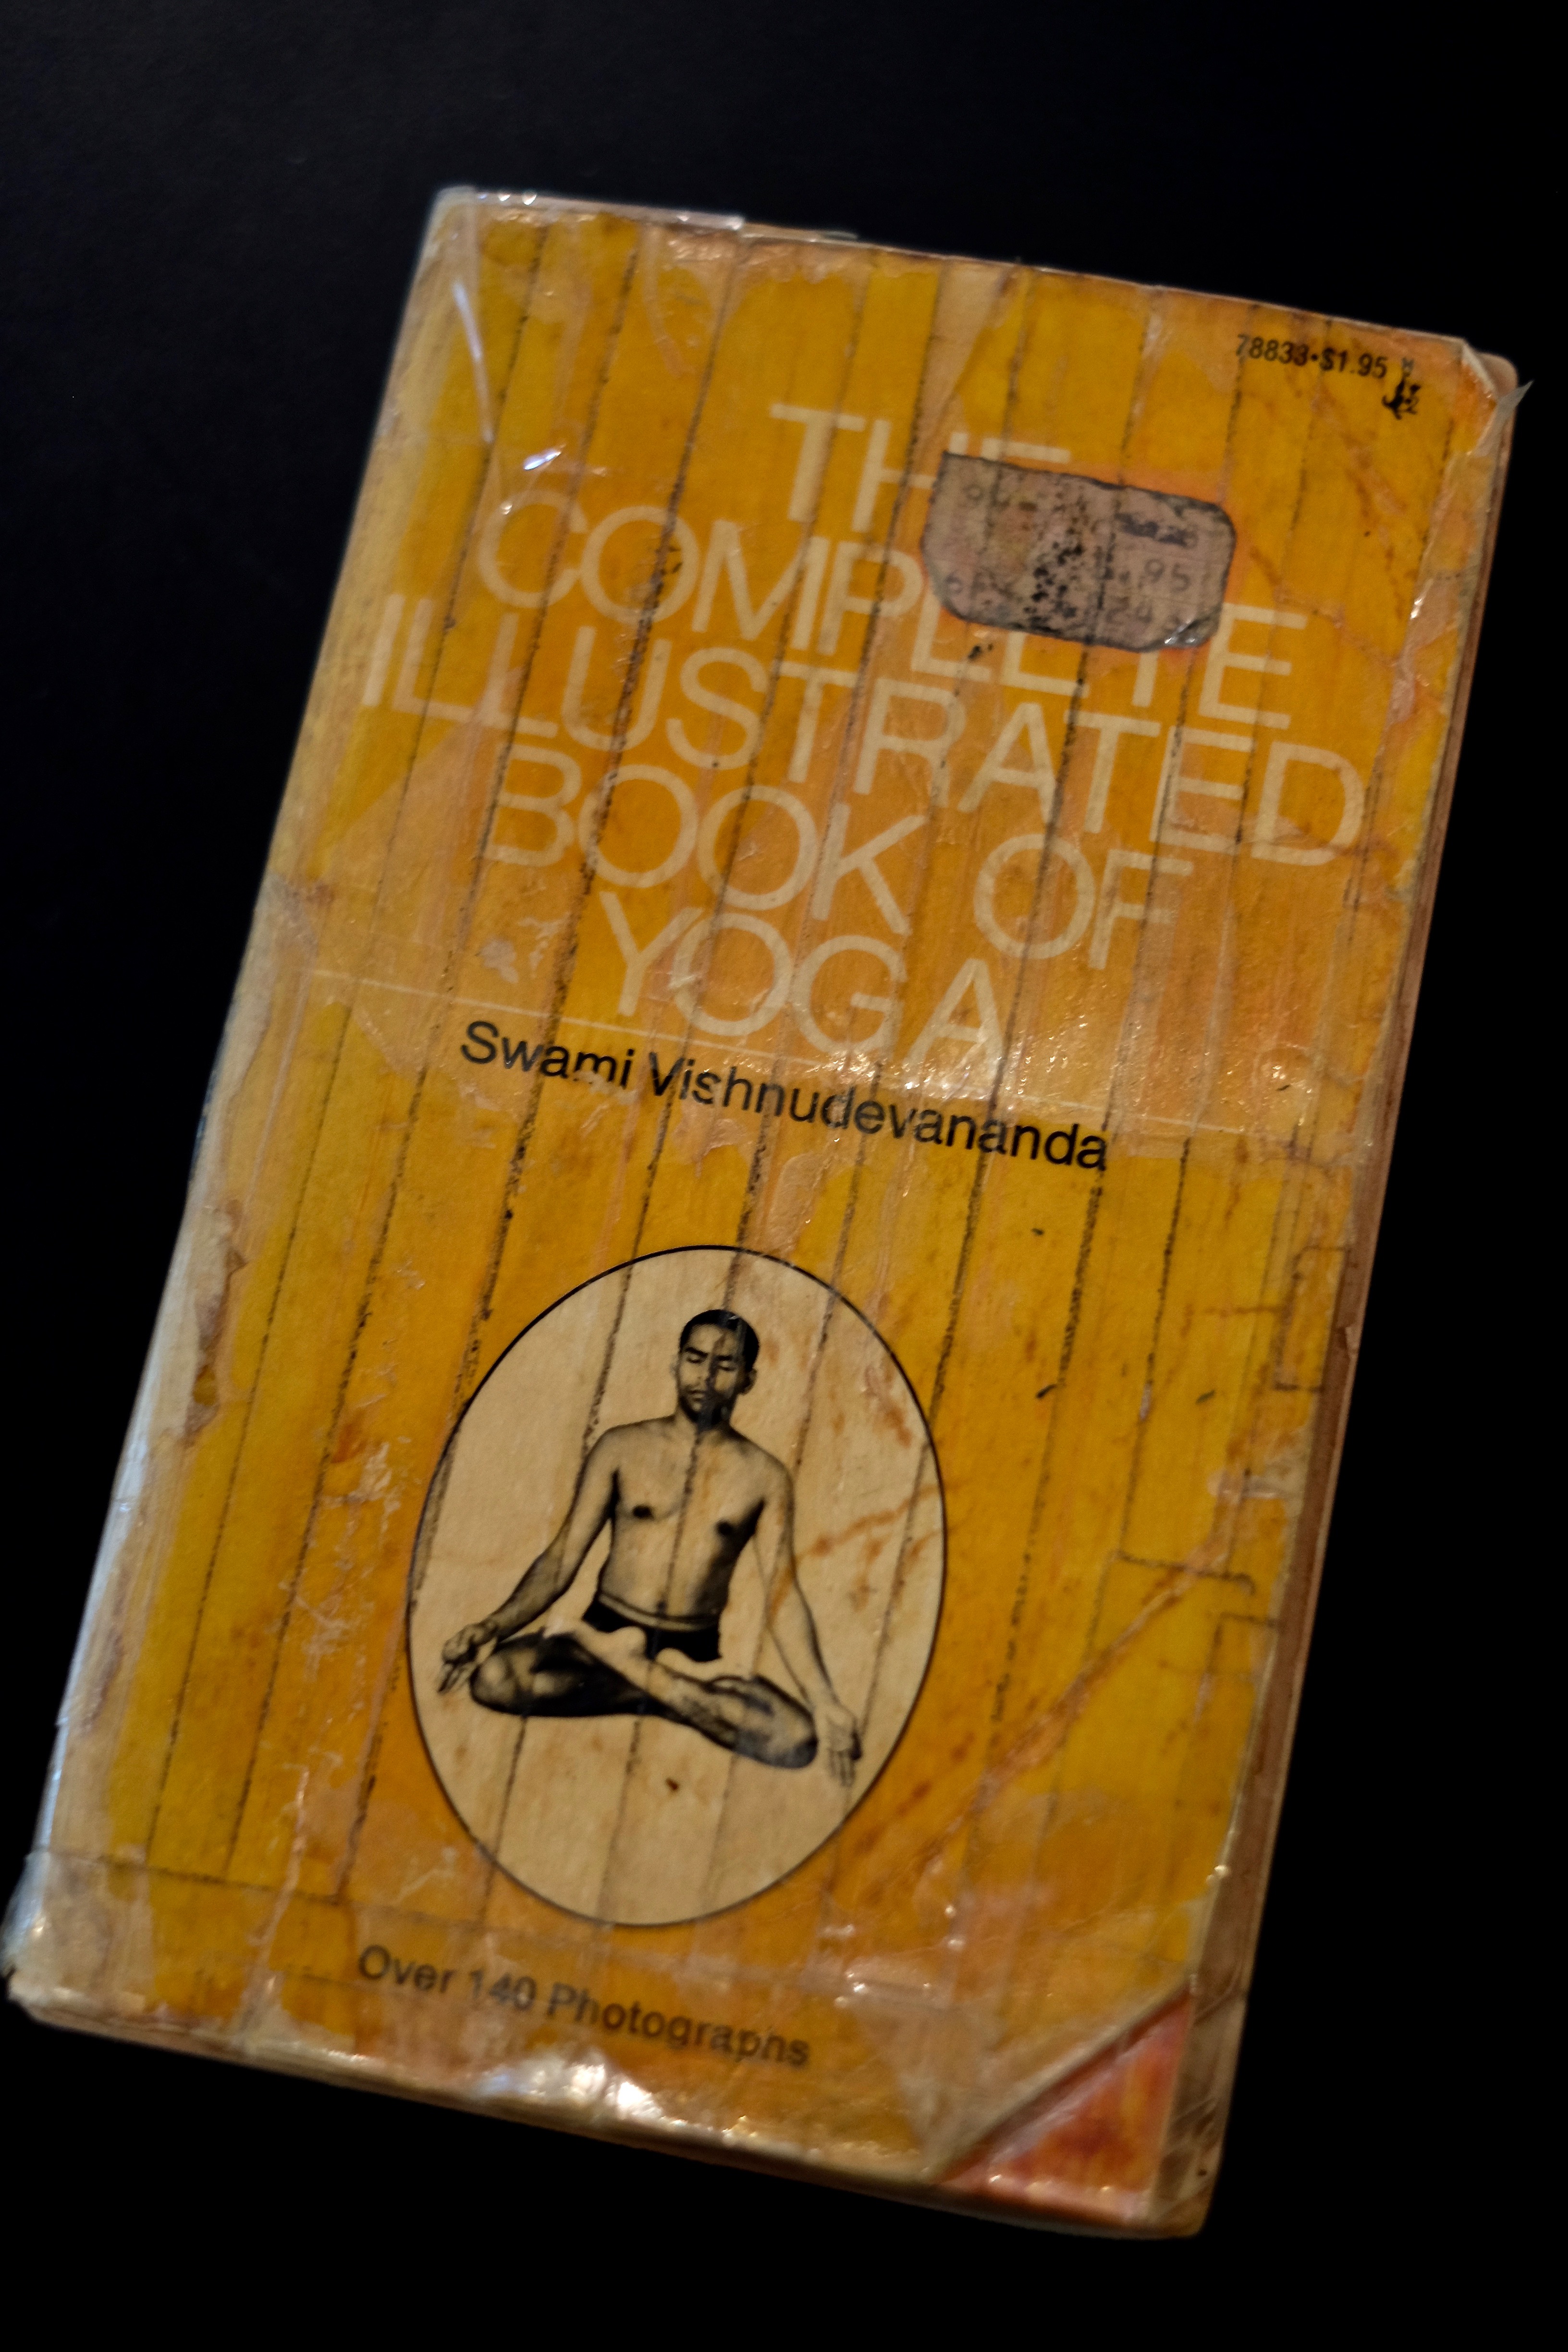 78833•$1.95
THE
COMPLETE
ILLUSTRATED
BOOK OF
YOGA
Swami Vishnudevananda
Over 140 Photographs